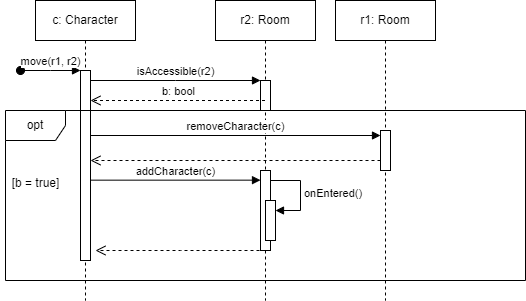 c: Character
r2: Room
r1: Room
move(r1, r2)
isAccessible(r2)
b: bool
opt
removeCharacter(c)
addCharacter(c)
[b = true]
onEntered()